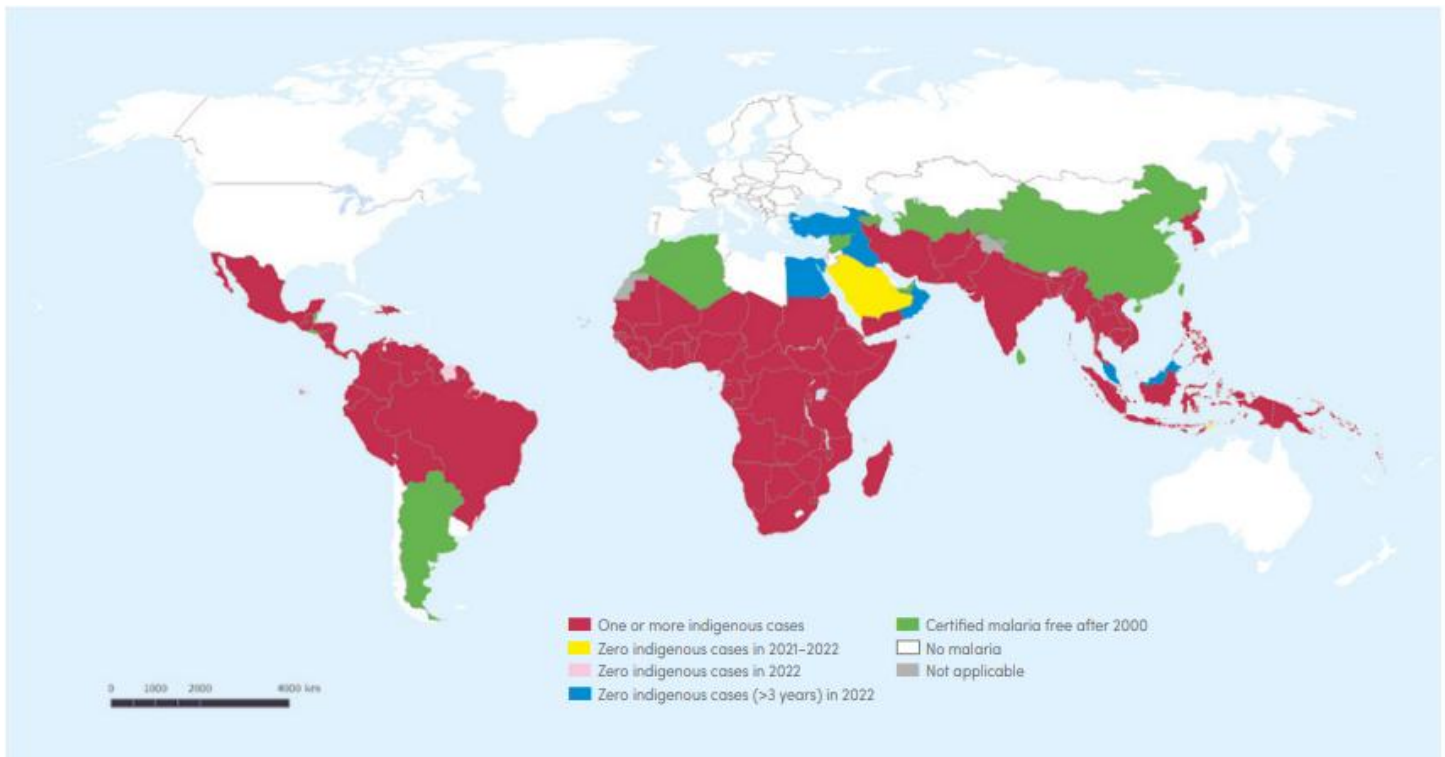 One or more indigenous cases
Zero indigenous cases in 2021–2022
Zero indigenous cases in 2022
Zero indigenous cases (>3 years) in 2022
Certified malaria free after 2000
No malaria
Not applicable
0 1000 2000 4000 km